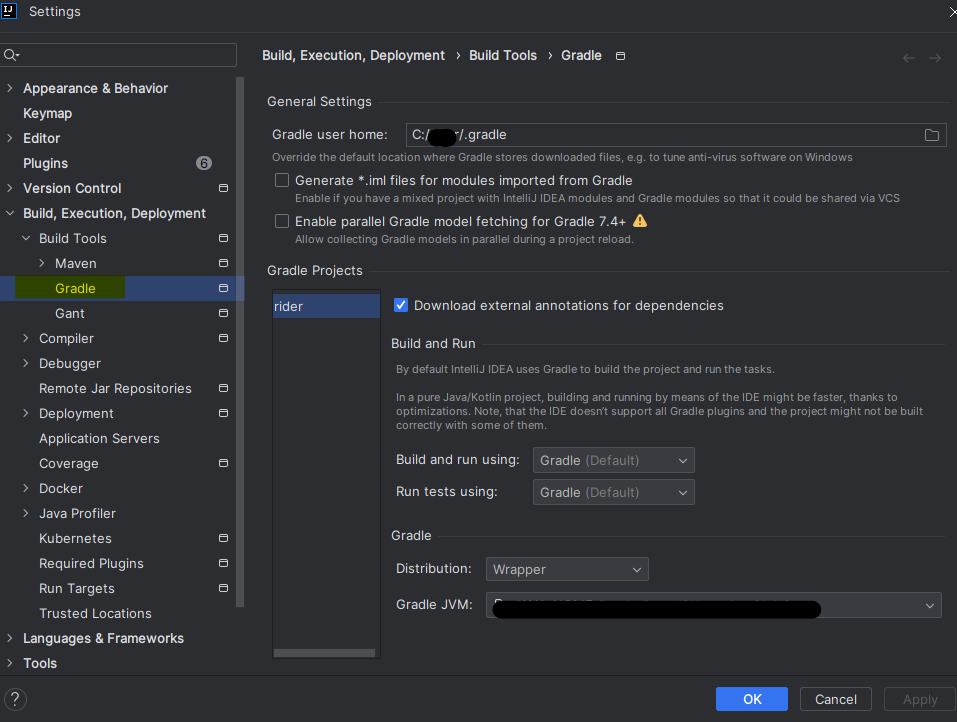 IJ
Settings
Build, Execution, Deployment › Build Tools › Gradle
Appearance & Behavior
Keymap
Editor
Plugins 6
Version Control
Build, Execution, Deployment
Build Tools
Maven
Gradle
Gant
Compiler
Debugger
Remote Jar Repositories
Deployment
Application Servers
Coverage
Docker
Java Profiler
Kubernetes
Required Plugins
Run Targets
Trusted Locations
Languages & Frameworks
Tools
General Settings
Gradle user home: C:/ r/.gradle
Override the default location where Gradle stores downloaded files, e.g. to tune anti-virus software on Windows
Generate *.iml files for modules imported from Gradle
Enable if you have a mixed project with IntelliJ IDEA modules and Gradle modules so that it could be shared via VCS
Enable parallel Gradle model fetching for Gradle 7.4+
Allow collecting Gradle models in parallel during a project reload.
Gradle Projects
rider
Download external annotations for dependencies
Build and Run
By default IntelliJ IDEA uses Gradle to build the project and run the tasks.
In a pure Java/Kotlin project, building and running by means of the IDE might be faster, thanks to
optimizations. Note, that the IDE doesn't support all Gradle plugins and the project might not be built
correctly with some of them.
Build and run using: Gradle (Default)
Run tests using: Gradle (Default)
Gradle
Distribution: Wrapper
Gradle JVM:
?
OK Cancel Apply